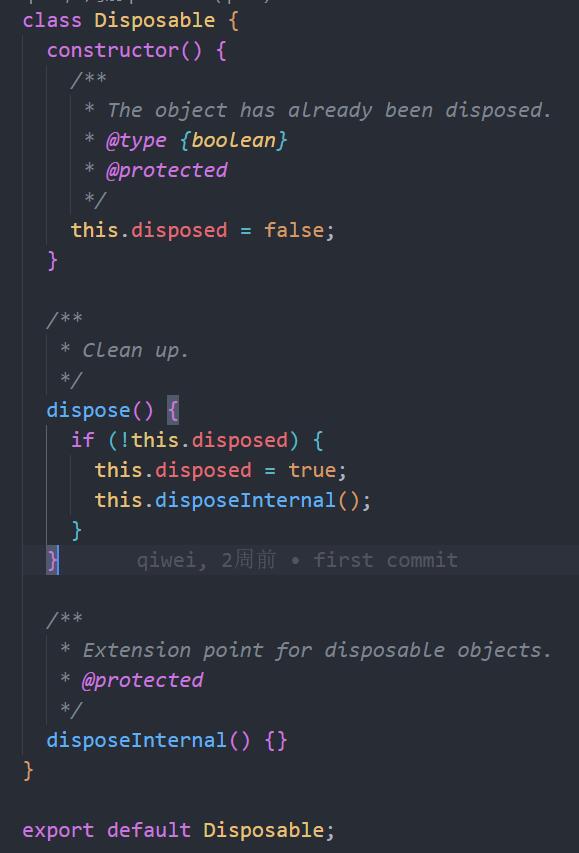 class Disposable {
constructor() {
/**
* The object has already been disposed.
* @type {boolean}
* @protected
*/
this.disposed = false;
}
/**
* Clean up.
*/
dispose() {
if (!this.disposed) {
this.disposed = true;
this.disposeInternal();
}
} qiwei, 2周前 • first commit
/**
* Extension point for disposable objects.
* @protected
*/
disposeInternal() {}
}
export default Disposable;